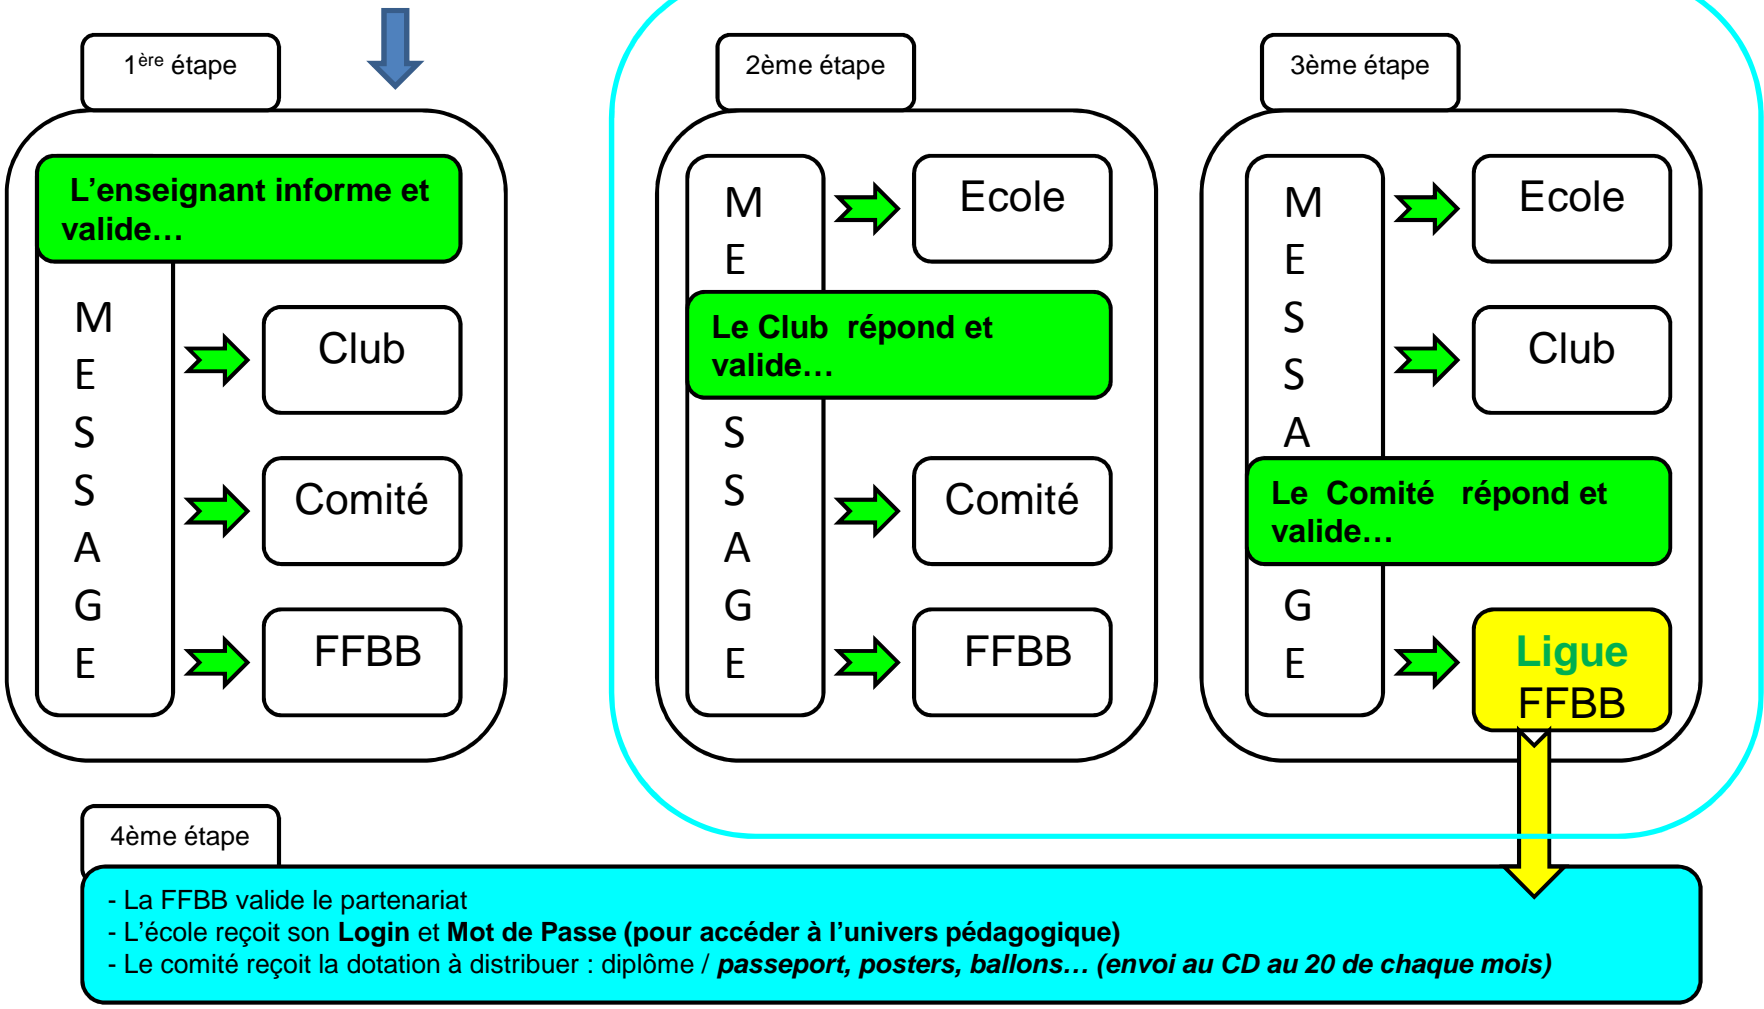 1ère étape
L’enseignant informe et
valide…
M
E
S
S
A
G
E
Club
Comité
FFBB
2ème étape
M
E
Le Club répond et
valide…
S
S
A
G
E
Ecole
Comité
FFBB
3ème étape
M
E
S
S
A
Le Comité répond et
valide…
G
E
Ecole
Club
Ligue
FFBB
4ème étape
- La FFBB valide le partenariat
- L’école reçoit son Login et Mot de Passe (pour accéder à l’univers pédagogique)
- Le comité reçoit la dotation à distribuer : diplôme / passeport, posters, ballons… (envoi au CD au 20 de chaque mois)